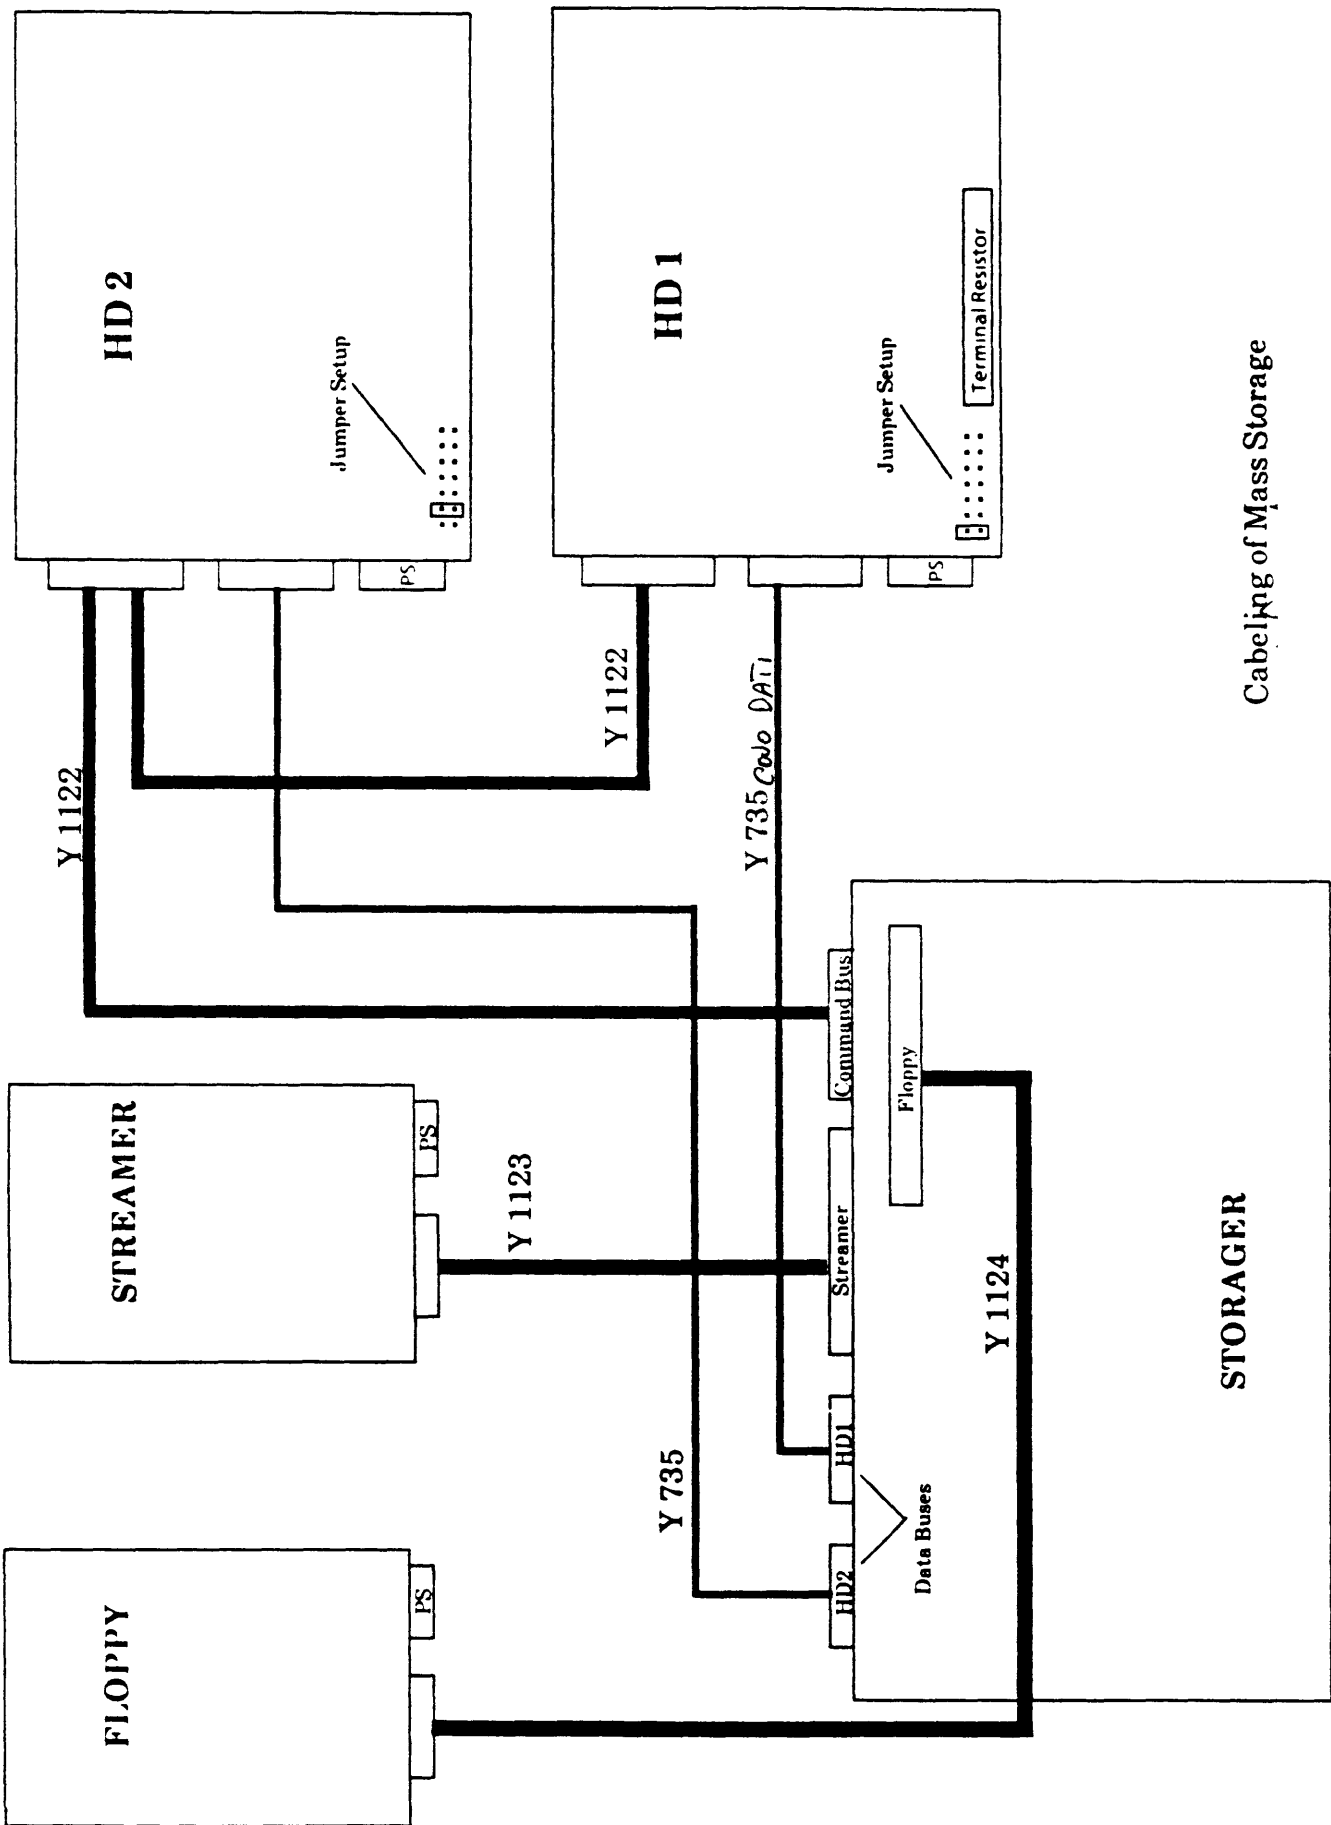 FLOPPY
PS
STREAMER
PS
HD 2
Jumper Setup
PS
HD 1
Jumper Setup
Terminal Resistor
PS
Y 1122
Y 1122
Y 735
DATI
Y 1123
Y 735
Y 1124
HD2
HD1
Streamer
Command Bus
Floppy
Data Buses
STORAGER
Cabeling of Mass Storage